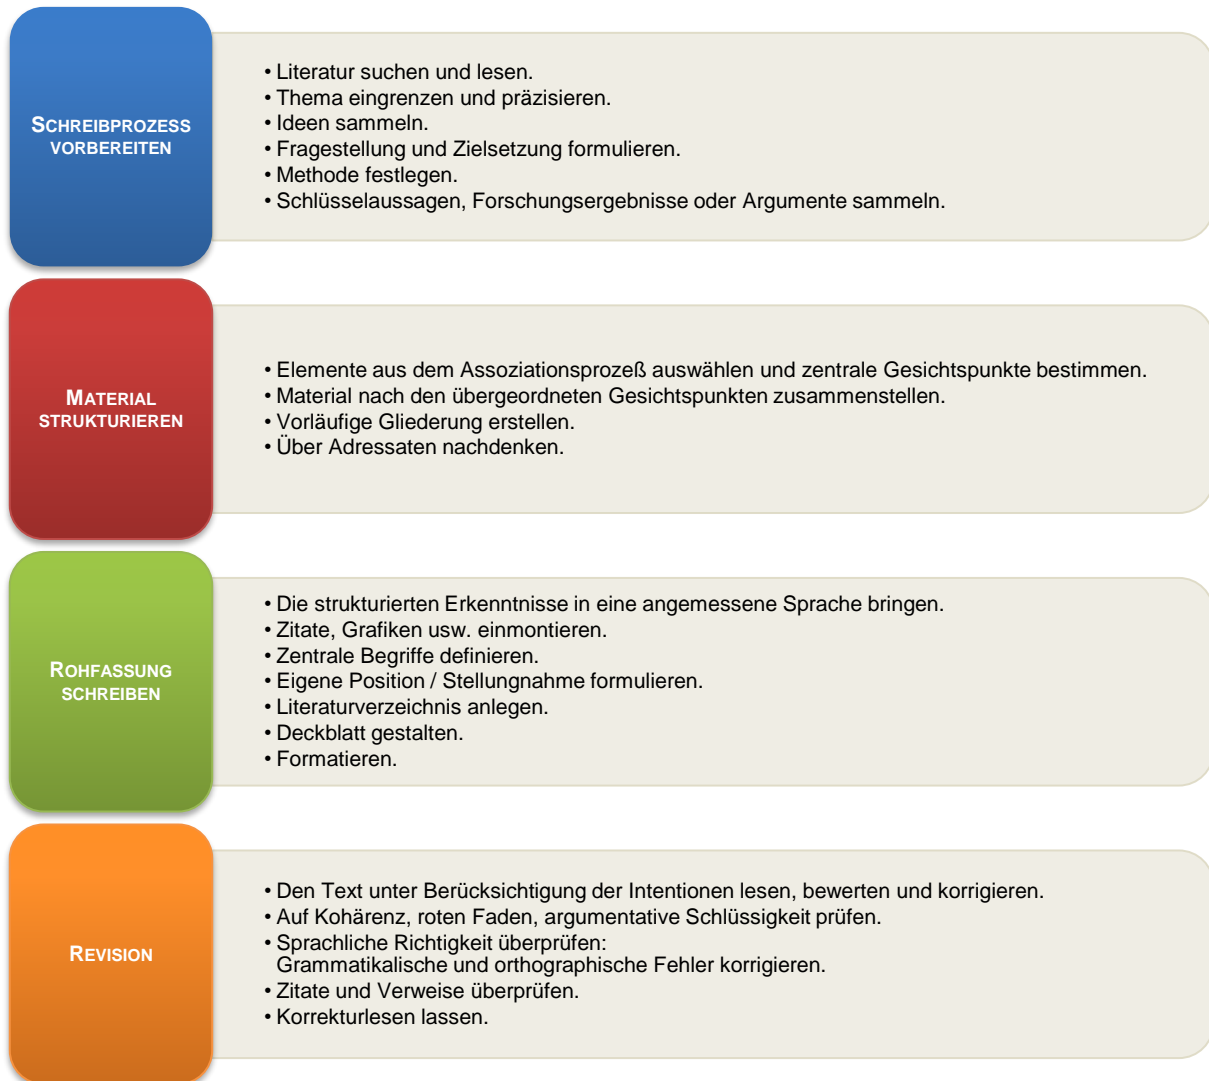 SCHREIBPROZESS
VORBEREITEN
• Literatur suchen und lesen.
• Thema eingrenzen und präzisieren.
• Ideen sammeln.
• Fragestellung und Zielsetzung formulieren.
• Methode festlegen.
• Schlüsselaussagen, Forschungsergebnisse oder Argumente sammeln.
MATERIAL
STRUKTURIEREN
• Elemente aus dem Assoziationsprozeß auswählen und zentrale Gesichtspunkte bestimmen.
• Material nach den übergeordneten Gesichtspunkten zusammenstellen.
• Vorläufige Gliederung erstellen.
• Über Adressaten nachdenken.
ROHFASSUNG
SCHREIBEN
• Die strukturierten Erkenntnisse in eine angemessene Sprache bringen.
• Zitate, Grafiken usw. einmontieren.
• Zentrale Begriffe definieren.
• Eigene Position / Stellungnahme formulieren.
• Literaturverzeichnis anlegen.
• Deckblatt gestalten.
• Formatieren.
REVISION
• Den Text unter Berücksichtigung der Intentionen lesen, bewerten und korrigieren.
• Auf Kohärenz, roten Faden, argumentative Schlüssigkeit prüfen.
• Sprachliche Richtigkeit überprüfen:
Grammatikalische und orthographische Fehler korrigieren.
• Zitate und Verweise überprüfen.
• Korrekturlesen lassen.